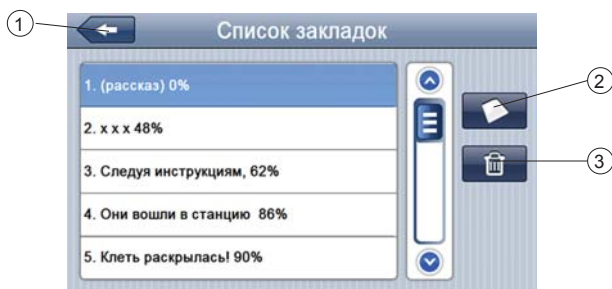 1
Список закладок
1. (рассказ) 0%
2. x x x 48%
3. Следуя инструкциям, 62%
4. Они вошли в станцию 86%
5. Клеть раскрылась! 90%
2
3